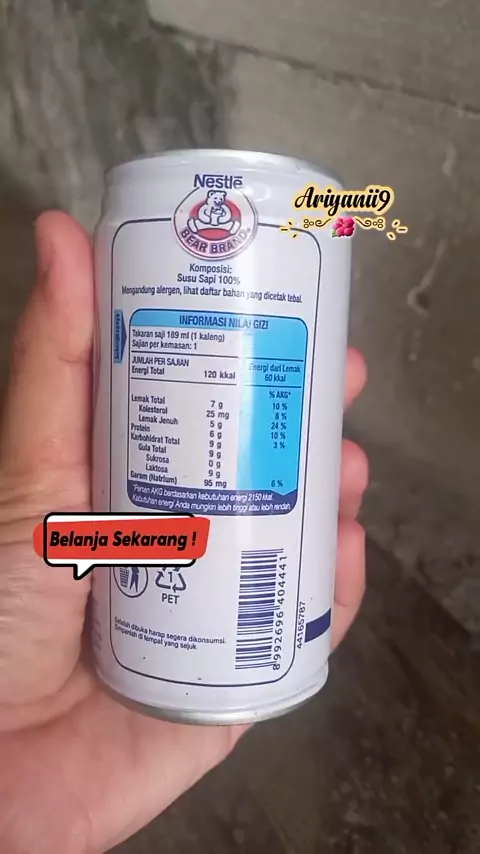 Nestlé
BEAR BRAND
Ariyanii9
Komposisi:
Susu Sapi 100%
Mengandung alergen, lihat daftar bahan yang dicetak tebal.
INFORMASI NILAI GIZI
Takaran saji 189 ml (1 kaleng)
Sajian per kemasan: 1
JUMLAH PER SAJIAN
Energi Total 120 kkal
Energi dari Lemak
60 kkal
% AKG*
Lemak Total 7 g 10 %
Kolesterol 25 mg 8 %
Lemak Jenuh 5 g 24 %
Protein 6 g 10 %
Karbohidrat Total 9 g 3 %
Gula Total 9 g
Sukrosa 0 g
Laktosa 9 g
Garam (Natrium) 95 mg 6 %
*Persen AKG berdasarkan kebutuhan energi 2150 kkal.
Kebutuhan energi Anda mungkin lebih tinggi atau lebih rendah.
Belanja Sekarang !
1
PET
Setelah dibuka harap segera dikonsumsi.
Simpanlah di tempat yang sejuk
8 992696 404441
44165787